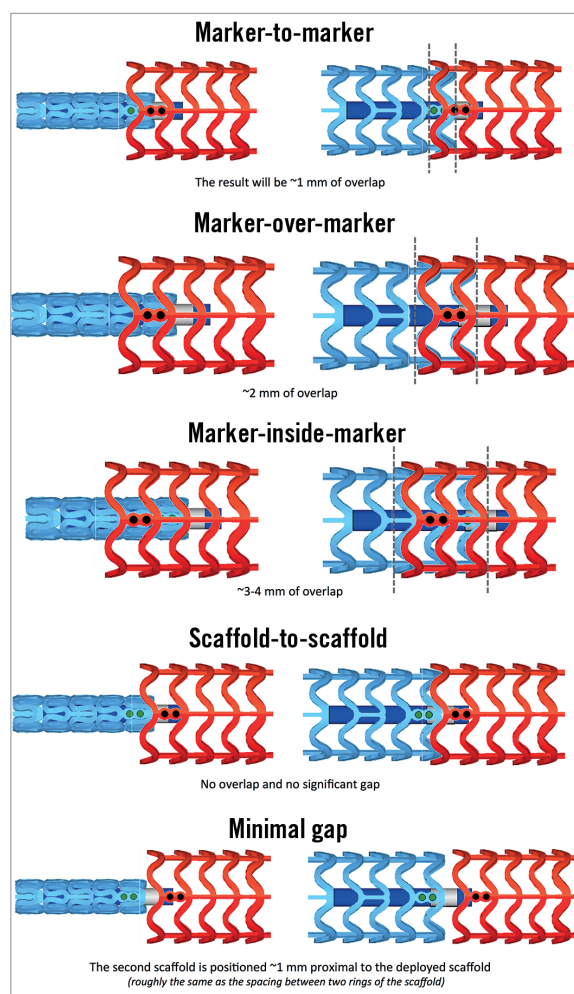 Marker-to-marker
The result will be ~1 mm of overlap
Marker-over-marker
~2 mm of overlap
Marker-inside-marker
~3-4 mm of overlap
Scaffold-to-scaffold
No overlap and no significant gap
Minimal gap
The second scaffold is positioned ~1 mm proximal to the deployed scaffold
(roughly the same as the spacing between two rings of the scaffold)